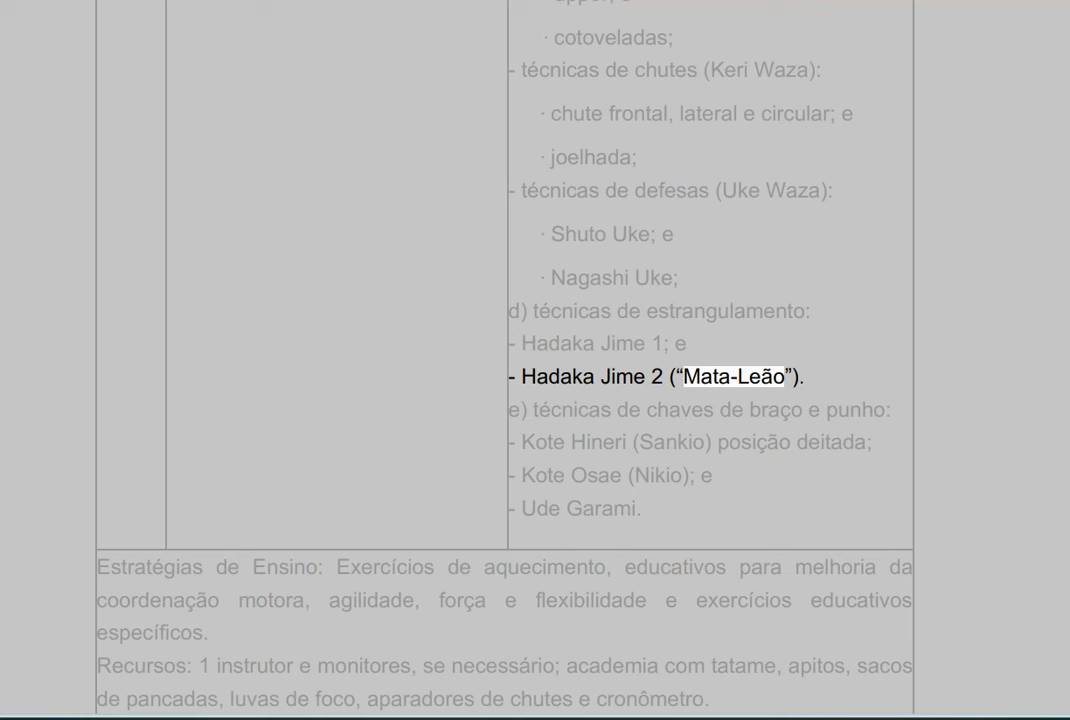 · cotoveladas;
- técnicas de chutes (Keri Waza):
· chute frontal, lateral e circular; e
· joelhada;
- técnicas de defesas (Uke Waza):
· Shuto Uke; e
· Nagashi Uke;
d) técnicas de estrangulamento:
- Hadaka Jime 1; e
- Hadaka Jime 2 (“Mata-Leão”).
e) técnicas de chaves de braço e punho:
- Kote Hineri (Sankio) posição deitada;
- Kote Osae (Nikio); e
- Ude Garami.
Estratégias de Ensino: Exercícios de aquecimento, educativos para melhoria da
coordenação motora, agilidade, força e flexibilidade e exercícios educativos
específicos.
Recursos: 1 instrutor e monitores, se necessário; academia com tatame, apitos, sacos
de pancadas, luvas de foco, aparadores de chutes e cronômetro.